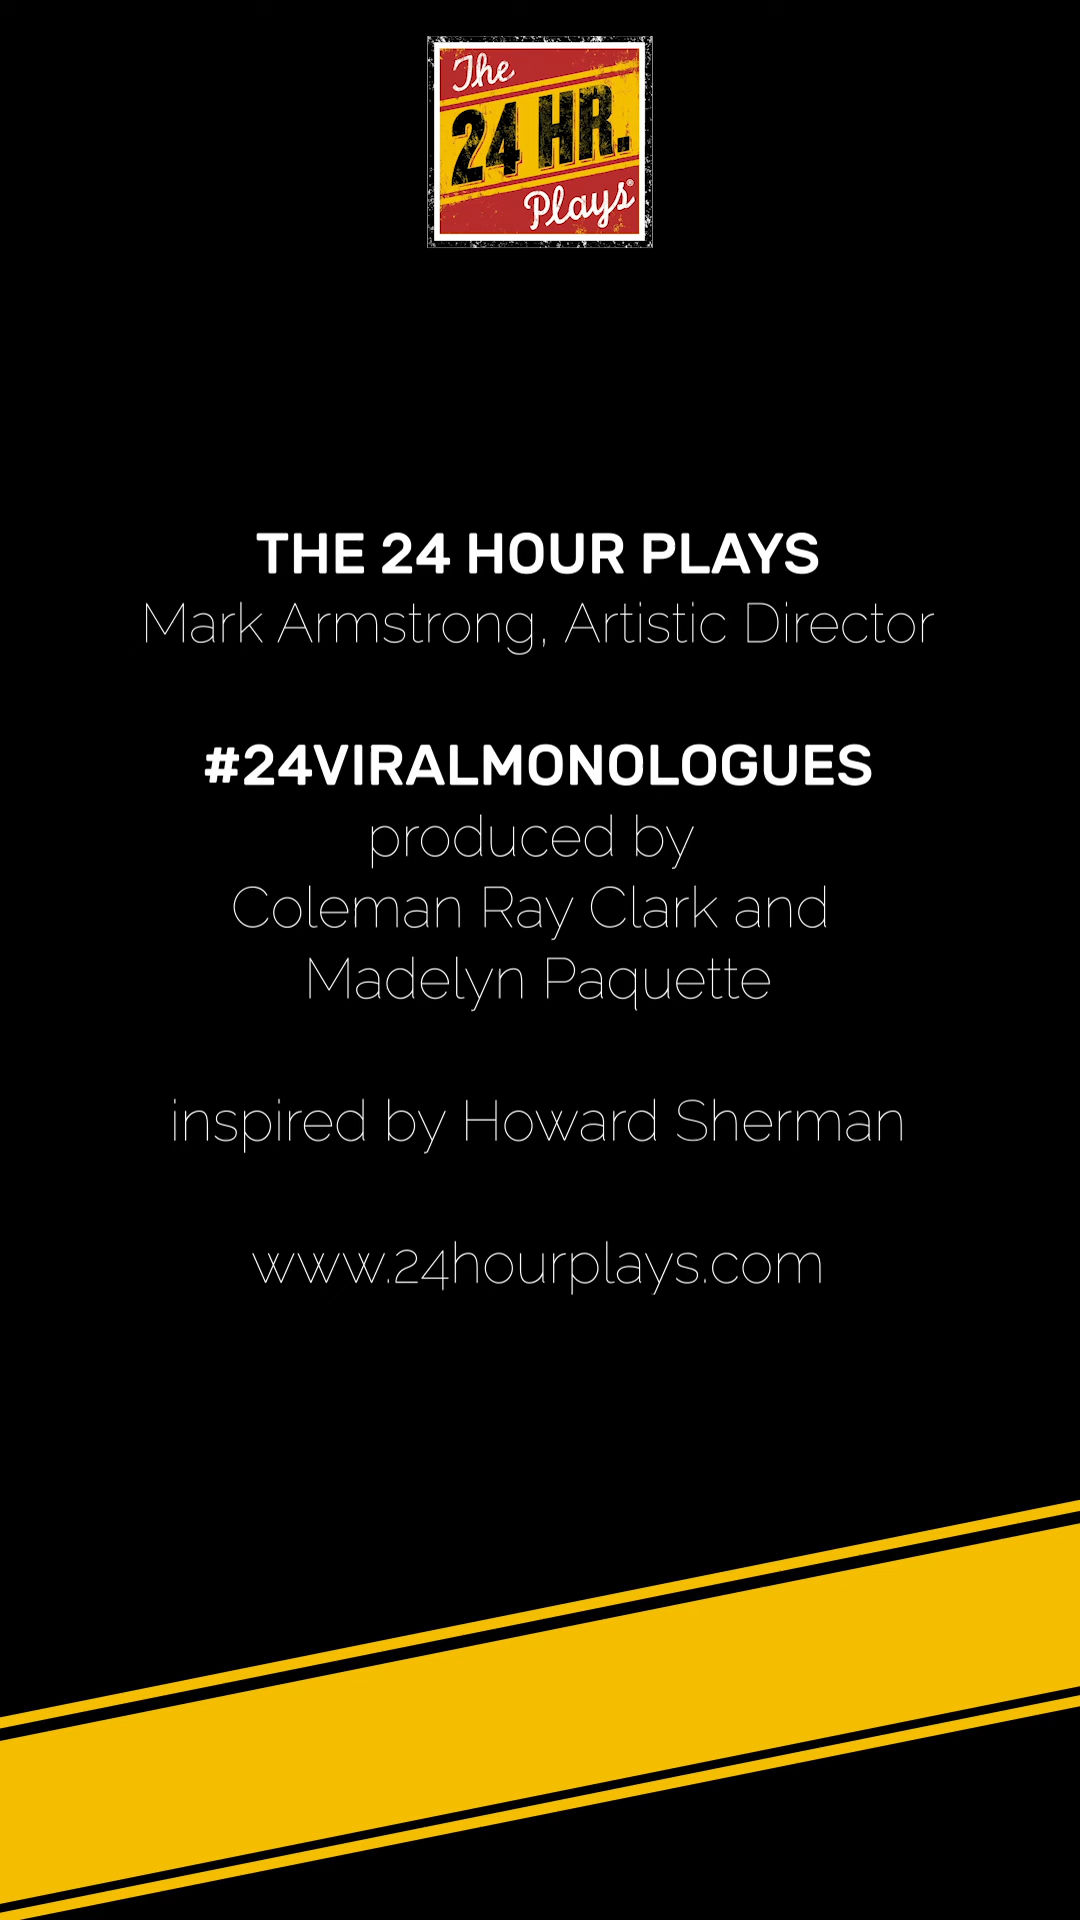 The
24 HR.
Plays®
THE 24 HOUR PLAYS
Mark Armstrong, Artistic Director
#24VIRALMONOLOGUES
produced by
Coleman Ray Clark and
Madelyn Paquette
inspired by Howard Sherman
www.24hourplays.com